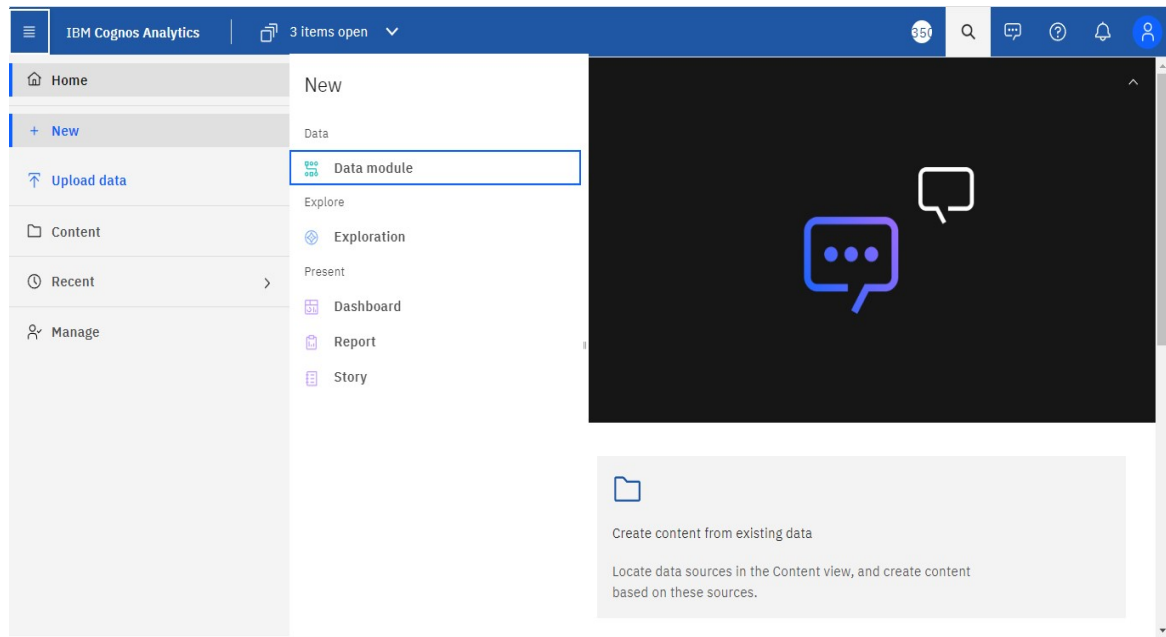 IBM Cognos Analytics
3 items open
350
Home
New
Upload data
Content
Recent
Manage
New
Data
Data module
Explore
Exploration
Present
Dashboard
Report
Story
Create content from existing data
Locate data sources in the Content view, and create content
based on these sources.